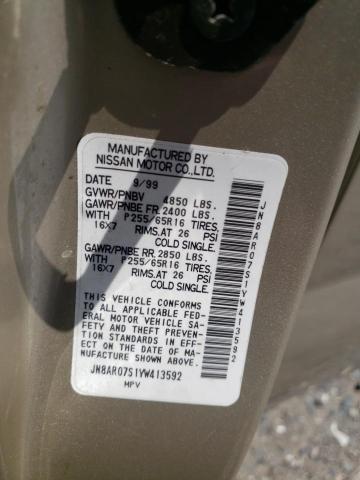 MANUFACTURED BY
NISSAN MOTOR CO.,LTD.
DATE 9/99
GVWR/PNBV 4850 LBS.
GAWR/PNBE FR. 2400 LBS.
WITH P255/65R16 TIRES,
16X7 RIMS.AT 26 PSI
COLD SINGLE.
GAWR/PNBE RR. 2850 LBS.
WITH P255/65R16 TIRES,
16X7 RIMS.AT 26 PSI
COLD SINGLE.
THIS VEHICLE CONFORMS
TO ALL APPLICABLE FED-
ERAL MOTOR VEHICLE SA-
FETY AND THEFT PREVEN-
TION STANDARDS IN EFF-
ECT ON THE DATE OF MA-
NUFACTURE SHOWN ABOVE.
JN8AR07S1YW413592
MPV
JN8AR07S1YW413592